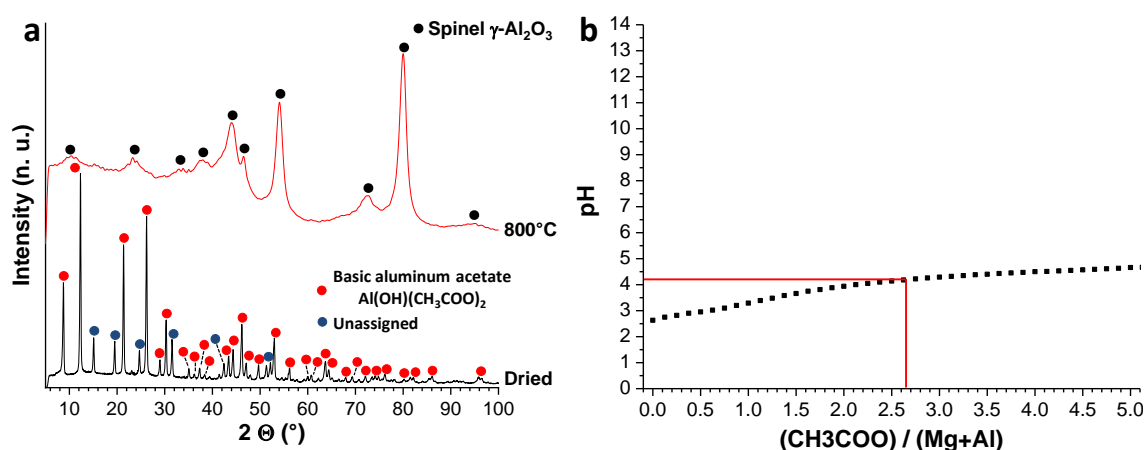 a
Spinel γ-Al₂O₃
800°C
Basic aluminum acetate
Al(OH)(CH₃COO)₂
Unassigned
Dried
Intensity (n. u.)
10 20 30 40 50 60 70 80 90 100
2 Θ (°)
b
14
13
12
11
10
9
8
7
6
5
4
3
2
1
0
pH
0.0 0.5 1.0 1.5 2.0 2.5 3.0 3.5 4.0 4.5 5.0
(CH3COO) / (Mg+Al)